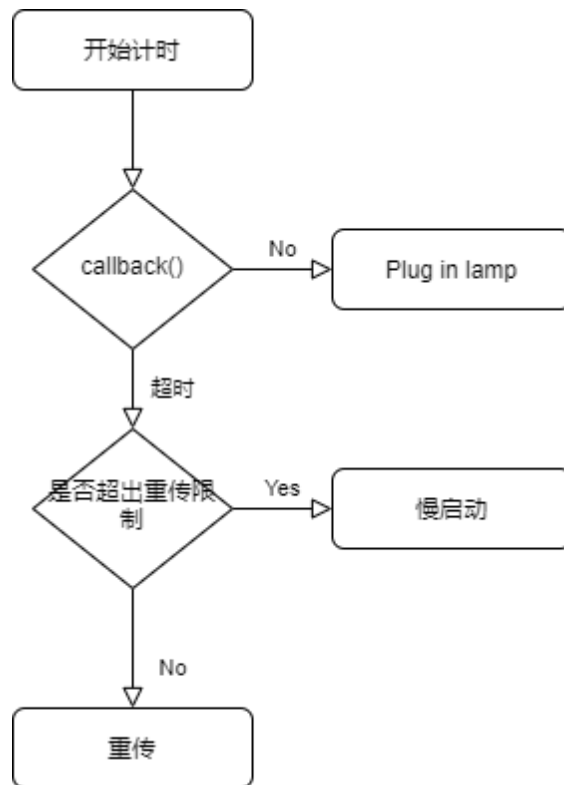 开始计时
callback()
No
Plug in lamp
超时
是否超出重传限
制
Yes
慢启动
No
重传